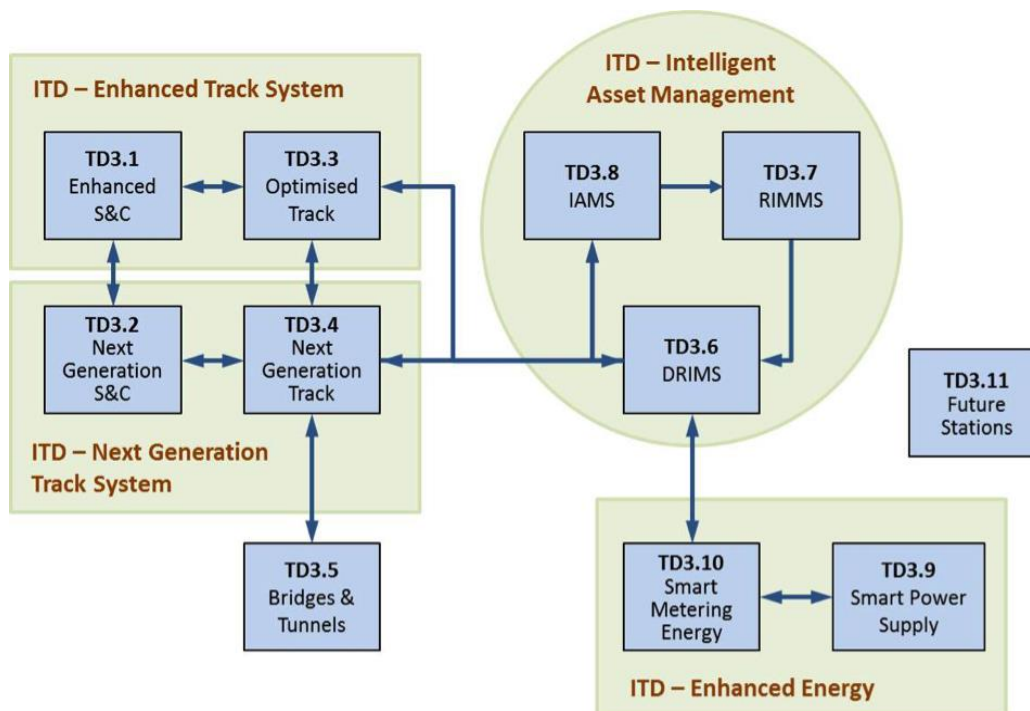 ITD – Enhanced Track System
TD3.1
Enhanced
S&C
TD3.3
Optimised
Track
TD3.2
Next
Generation
S&C
TD3.4
Next
Generation
Track
ITD – Next Generation
Track System
TD3.5
Bridges &
Tunnels
ITD – Intelligent
Asset Management
TD3.8
IAMS
TD3.7
RIMMS
TD3.6
DRIMS
TD3.11
Future
Stations
TD3.10
Smart
Metering
Energy
TD3.9
Smart Power
Supply
ITD – Enhanced Energy